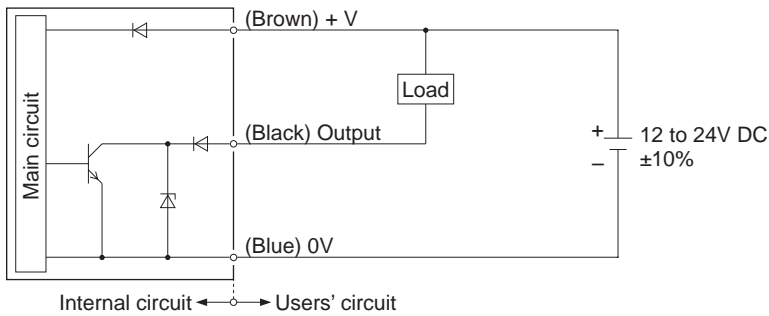 (Brown) + V
Load
Main circuit
(Black) Output
+
−
12 to 24V DC
±10%
(Blue) 0V
Internal circuit
Users' circuit